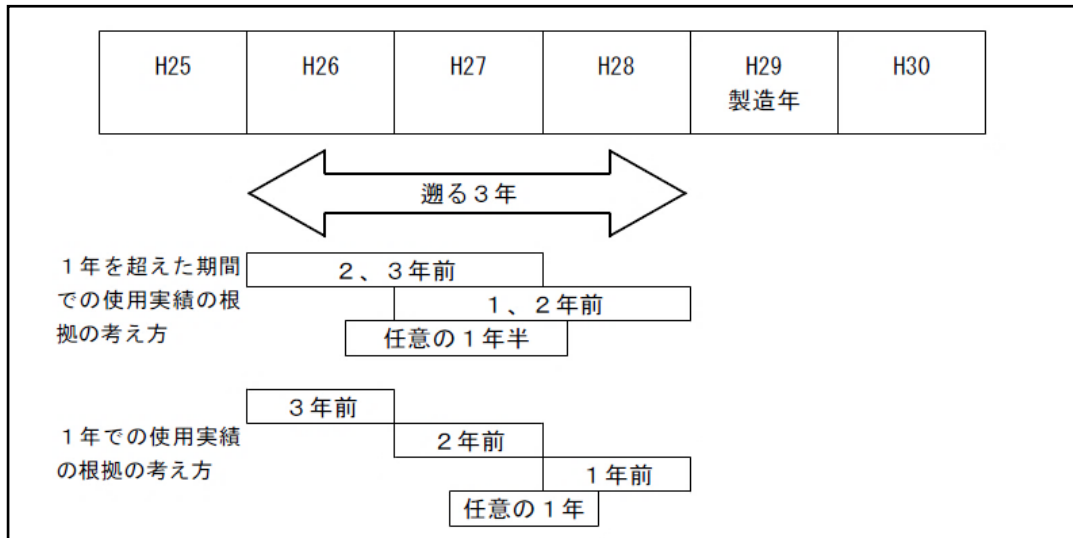 H25 H26 H27 H28 H29 H30
製造年
遡る3年
1年を超えた期間
での使用実績の根
拠の考え方
2、3年前
1、2年前
任意の1年半
1年での使用実績
の根拠の考え方
3年前
2年前
1年前
任意の1年